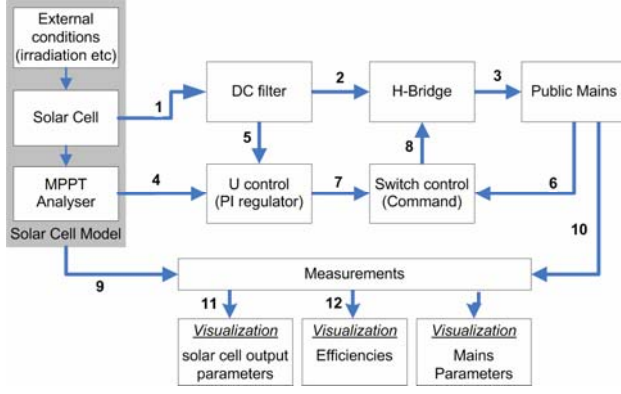 External
conditions
(irradiation etc)
1
2
3
DC filter
H-Bridge
Public Mains
Solar Cell
5
8
MPPT
Analyser
4
U control
(PI regulator)
7
Switch control
(Command)
6
Solar Cell Model
10
9
Measurements
11
12
Visualization
solar cell output
parameters
Visualization
Efficiencies
Visualization
Mains
Parameters